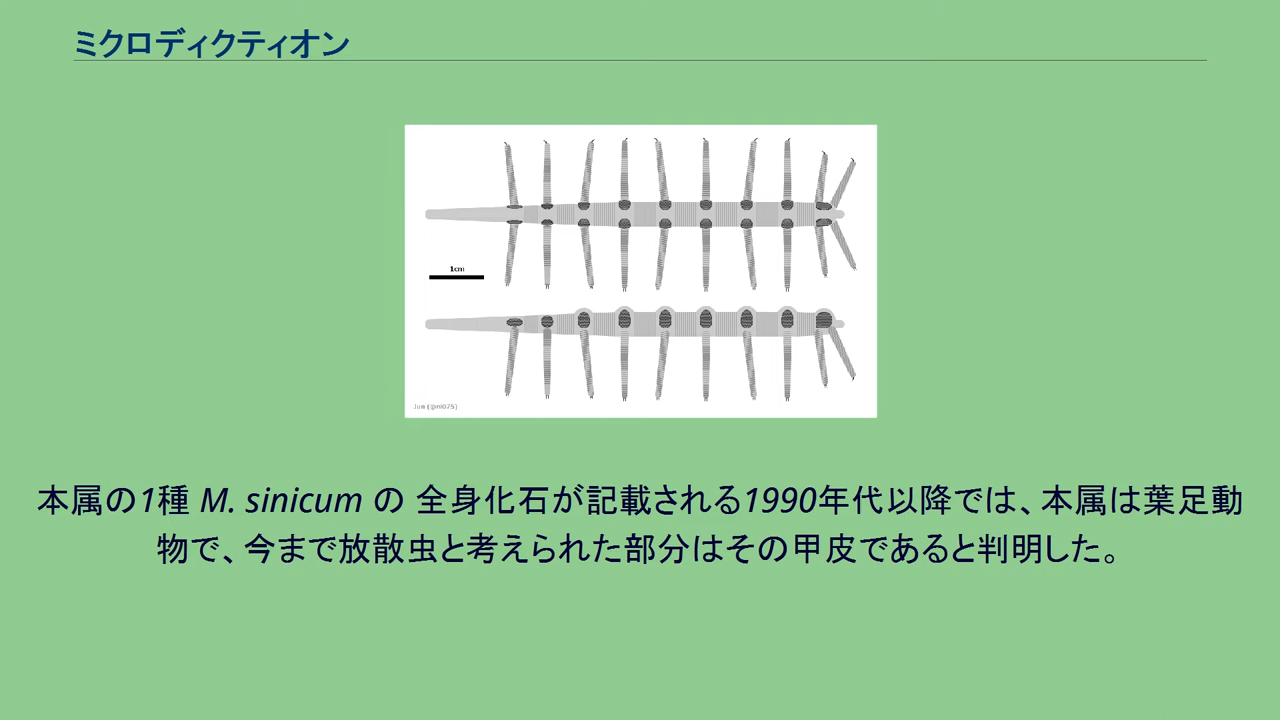 ミクロディクティオン
1cm
Jun (@ni075)
本属の1種 M. sinicum の 全身化石が記載される1990年代以降では、本属は葉足動
物で、今まで放散虫と考えられた部分はその甲皮であると判明した。